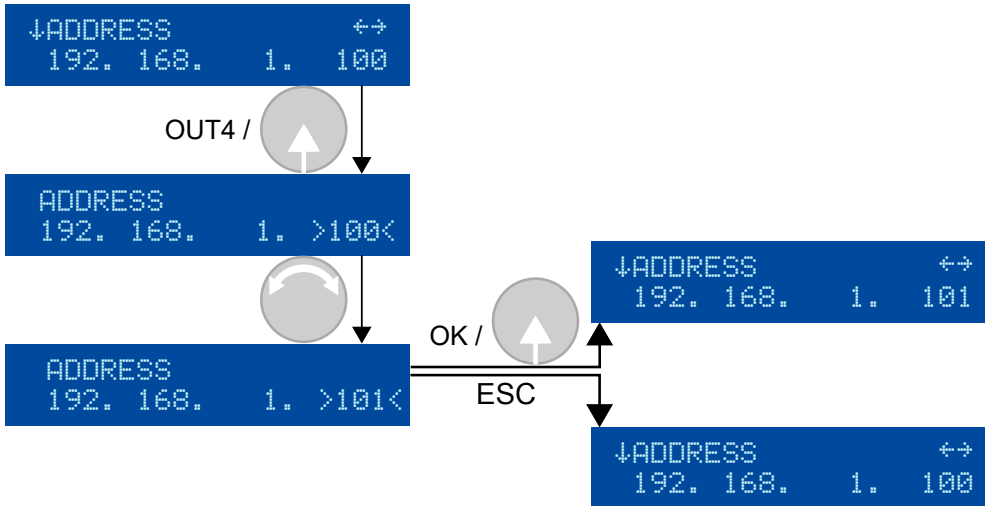 ↓ADDRESS ←→
192. 168. 1. 100
OUT4 /
ADDRESS
192. 168. 1. >100<
ADDRESS
192. 168. 1. >101<
OK /
ESC
↓ADDRESS ←→
192. 168. 1. 101
↓ADDRESS ←→
192. 168. 1. 100